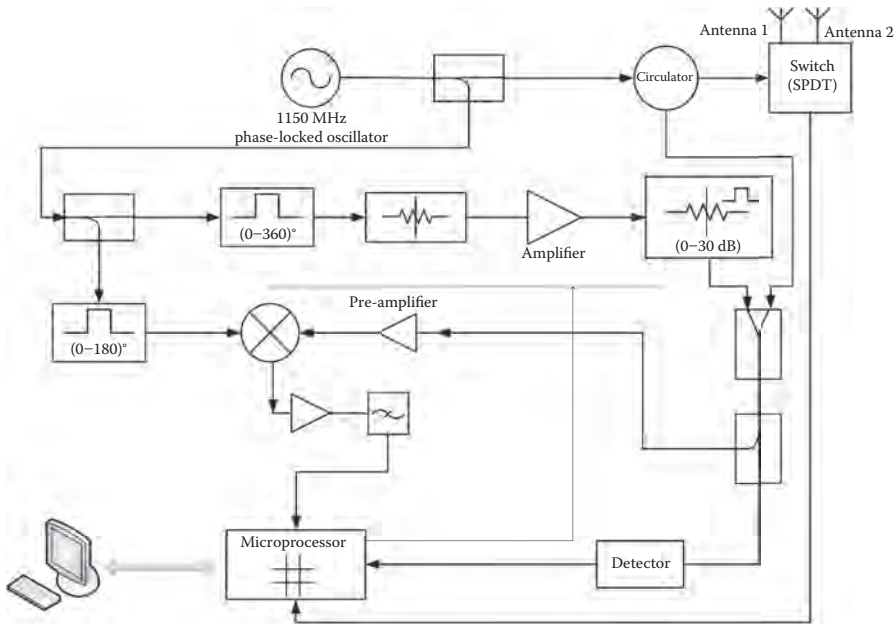 Antenna 1
Antenna 2
Switch
(SPDT)
Circulator
1150 MHz
phase-locked oscillator
(0–360)°
Amplifier
(0–30 dB)
Pre-amplifier
(0–180)°
Microprocessor
Detector